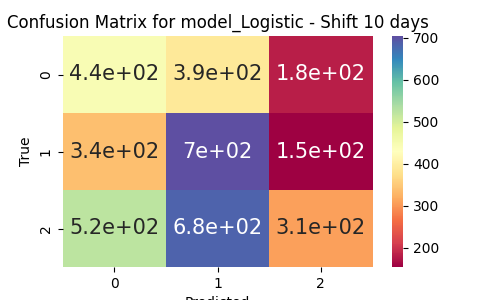 Confusion Matrix for model_Logistic - Shift 10 days
0 4.4e+02 3.9e+02 1.8e+02
1 3.4e+02 7e+02 1.5e+02
2 5.2e+02 6.8e+02 3.1e+02
0 1 2
True
Predicted
700
600
500
400
300
200